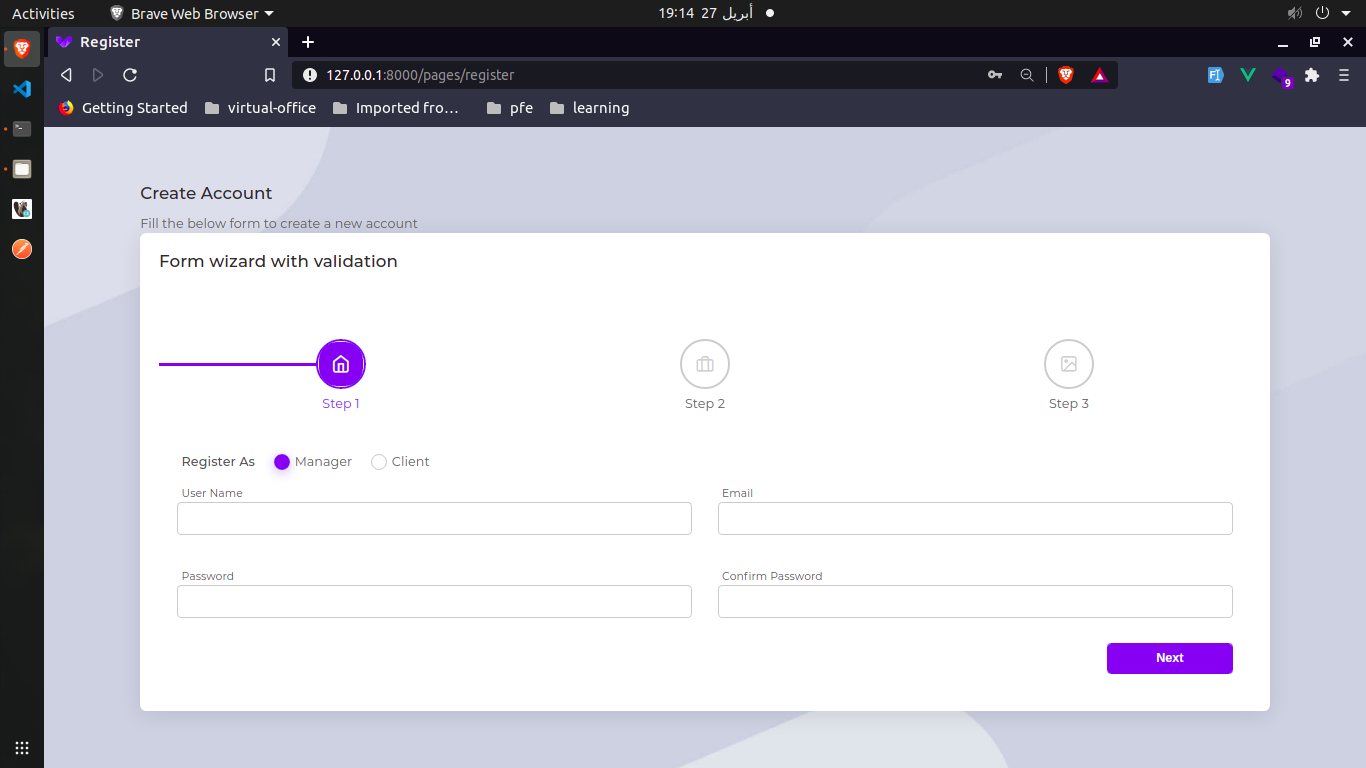 Activities
Brave Web Browser
19:14 27 أبريل
Register
127.0.0.1:8000/pages/register
9
Getting Started
virtual-office
Imported fro...
pfe
learning
Create Account
Fill the below form to create a new account
Form wizard with validation
Step 1
Step 2
Step 3
Register As Manager Client
User Name
Email
Password
Confirm Password
Next